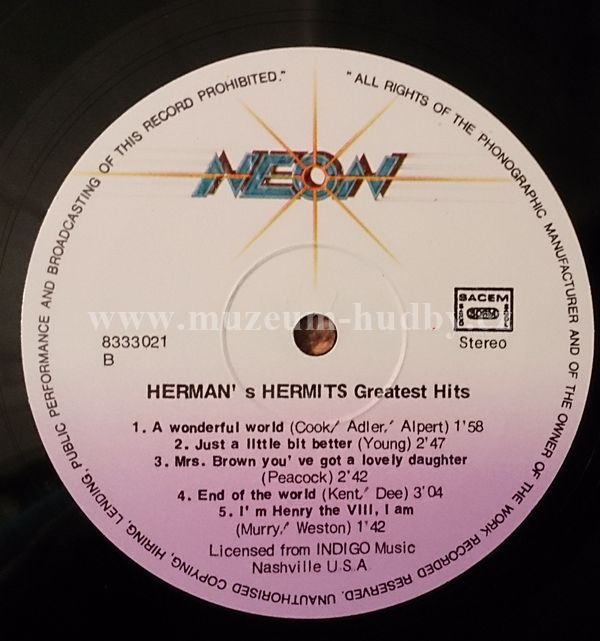 "ALL RIGHTS OF THE PHONOGRAPHIC MANUFACTURER AND OF THE OWNER OF THE WORK RECORDED RESERVED. UNAUTHORISED COPYING, HIRING, LENDING, PUBLIC PERFORMANCE AND BROADCASTING OF THIS RECORD PROHIBITED."
NEON
www.muzeum-hudby.cz
SACEM
8333021
Stereo
B
HERMAN' s HERMITS Greatest Hits
1. A wonderful world (Cook/ Adler/ Alpert) 1'58
2. Just a little bit better (Young) 2'47
3. Mrs. Brown you' ve got a lovely daughter
(Peacock) 2'42
4. End of the world (Kent/ Dee) 3'04
5. I' m Henry the VIII, I am
(Murry/ Weston) 1'42
Licensed from INDIGO Music
Nashville U.S.A